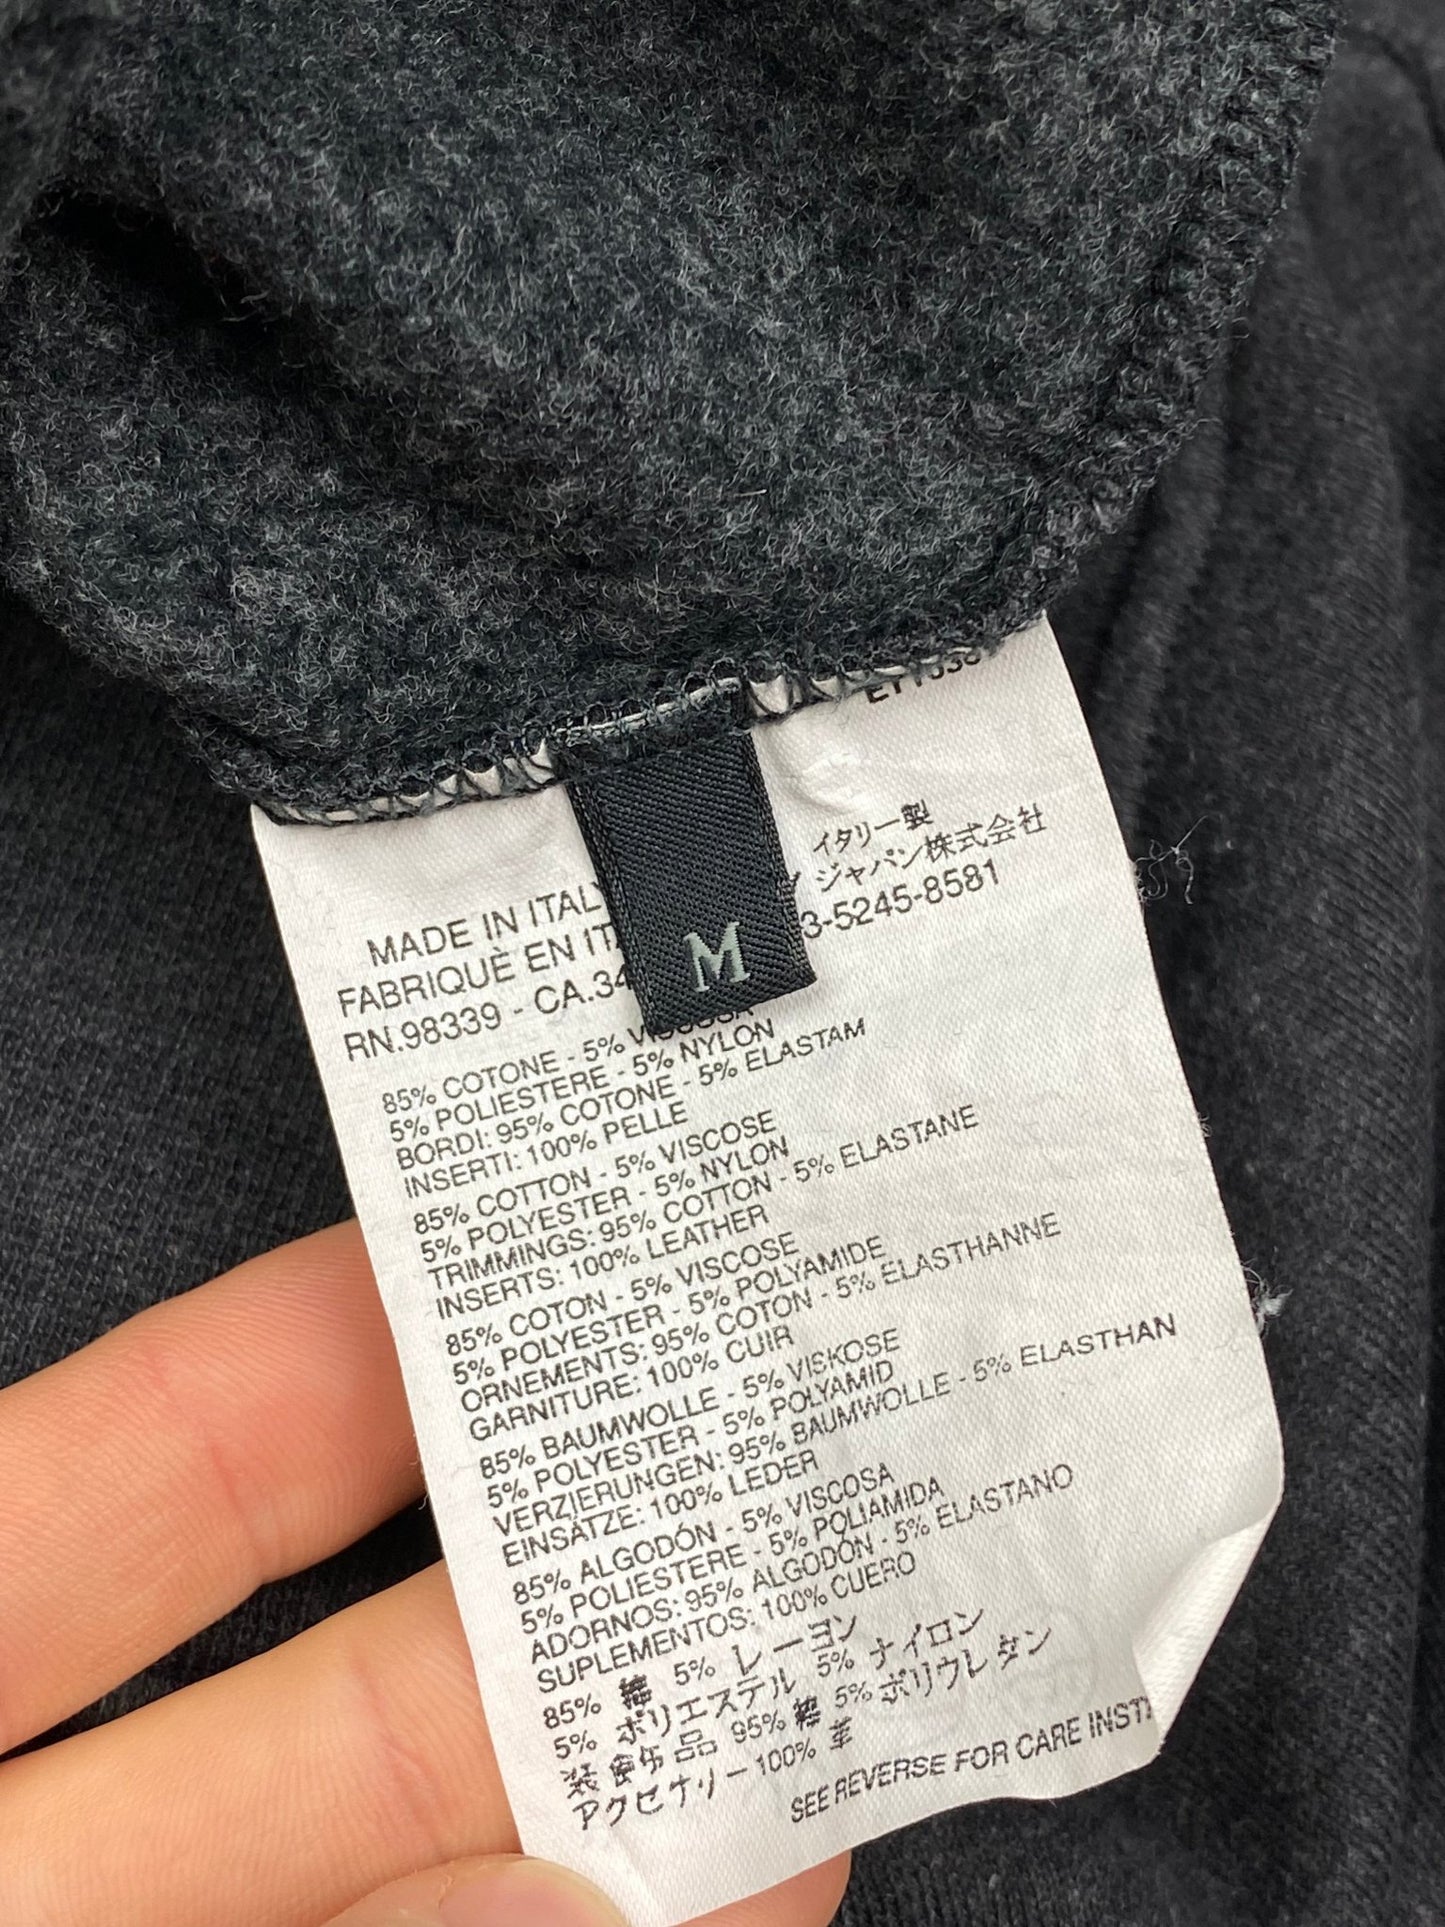 イタリー製
ジャパン株式会社
3-5245-8581
M
MADE IN ITALY
FABRIQUÈ EN
RN.98339 - CA.34
85% COTONE - 5% VISCOSA
5% POLIESTERE - 5% NYLON
BORDI: 95% COTONE - 5% ELASTAM
INSERTI: 100% PELLE
85% COTTON - 5% VISCOSE
5% POLYESTER - 5% NYLON
TRIMMINGS: 95% COTTON - 5% ELASTANE
INSERTS: 100% LEATHER
85% COTON - 5% VISCOSE
5% POLYESTER - 5% POLYAMIDE
ORNEMENTS: 95% COTON - 5% ELASTHANNE
GARNITURE: 100% CUIR
85% BAUMWOLLE - 5% VISKOSE
5% POLYESTER - 5% POLYAMID
VERZIERUNGEN: 95% BAUMWOLLE - 5% ELASTHAN
EINSÄTZE: 100% LEDER
85% ALGODÓN - 5% VISCOSA
5% POLIESTERE - 5% POLIAMIDA
ADORNOS: 95% ALGODÓN - 5% ELASTANO
SUPLEMENTOS: 100% CUERO
85% 綿 5% レーヨン
5% ポリエステル 5% ナイロン
装飾品 95% 綿 5% ポリウレタン
アクセサリー 100% 革
SEE REVERSE FOR CARE INST